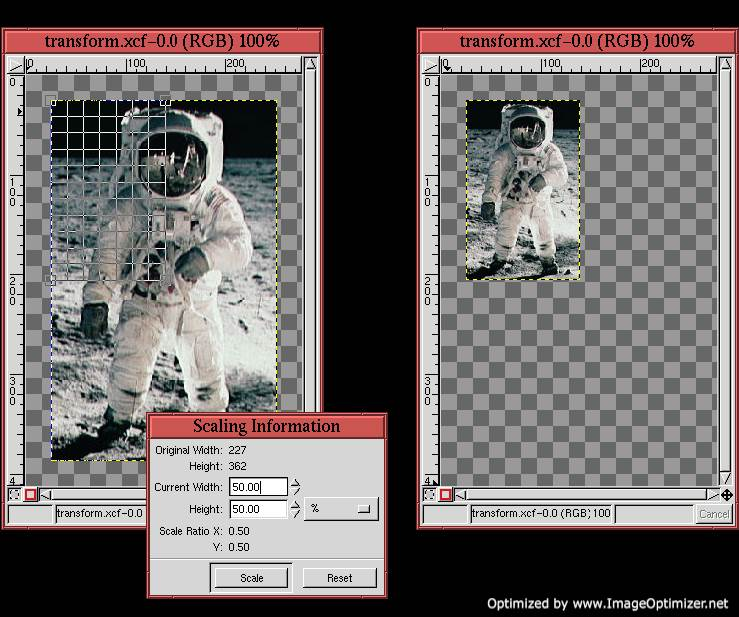 transform.xcf-0.0 (RGB) 100%
0 100 200
0
100
200
300
4
transform.xcf-0.0
Scaling Information
Original Width: 227
Height: 362
Current Width: 50.00
Height: 50.00 %
Scale Ratio X: 0.50
Y: 0.50
Scale Reset
transform.xcf-0.0 (RGB) 100%
0 100 200
0
100
200
300
4
transform.xcf-0.0 (RGB) 100
Cancel
Optimized by www.ImageOptimizer.net